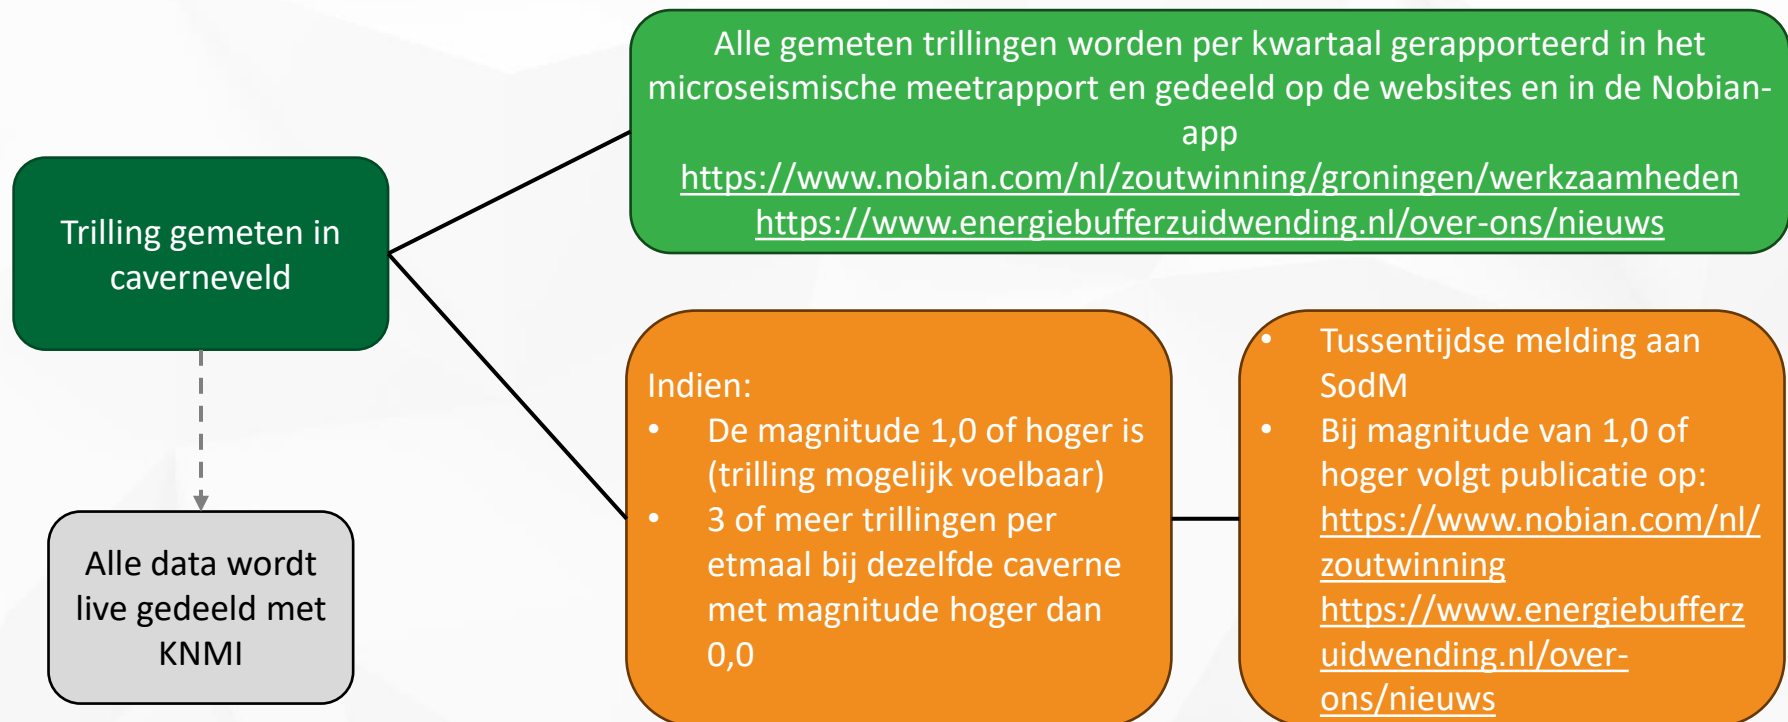 Alle gemeten trillingen worden per kwartaal gerapporteerd in het
microseismische meetrapport en gedeeld op de websites en in de Nobian-
app
https://www.nobian.com/nl/zoutwinning/groningen/werkzaamheden
https://www.energiebufferzuidwending.nl/over-ons/nieuws
Trilling gemeten in
caverneveld
Alle data wordt
live gedeeld met
KNMI
Indien:
• De magnitude 1,0 of hoger is
(trilling mogelijk voelbaar)
• 3 of meer trillingen per
etmaal bij dezelfde caverne
met magnitude hoger dan
0,0
• Tussentijdse melding aan
SodM
• Bij magnitude van 1,0 of
hoger volgt publicatie op:
https://www.nobian.com/nl/
zoutwinning
https://www.energiebufferz
uidwending.nl/over-
ons/nieuws